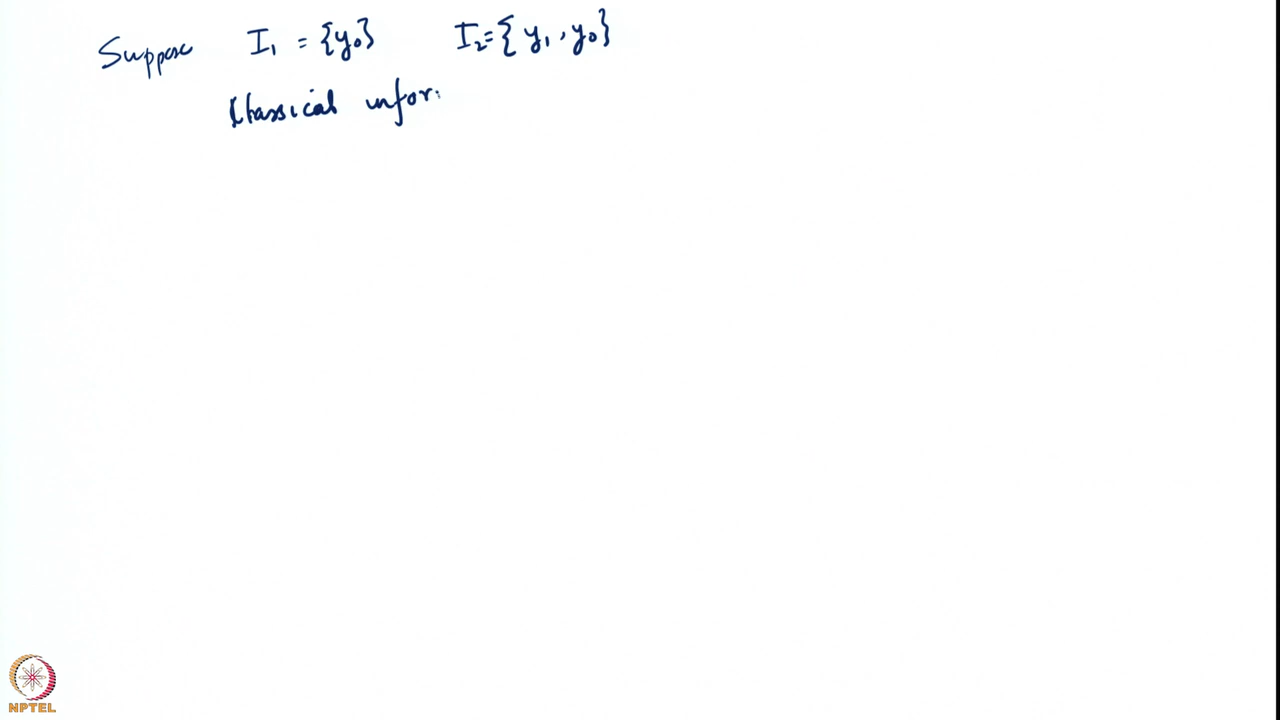 Suppose I₁ = {y₀} I₂ = { y₁, y₀}
Classical infor
NPTEL